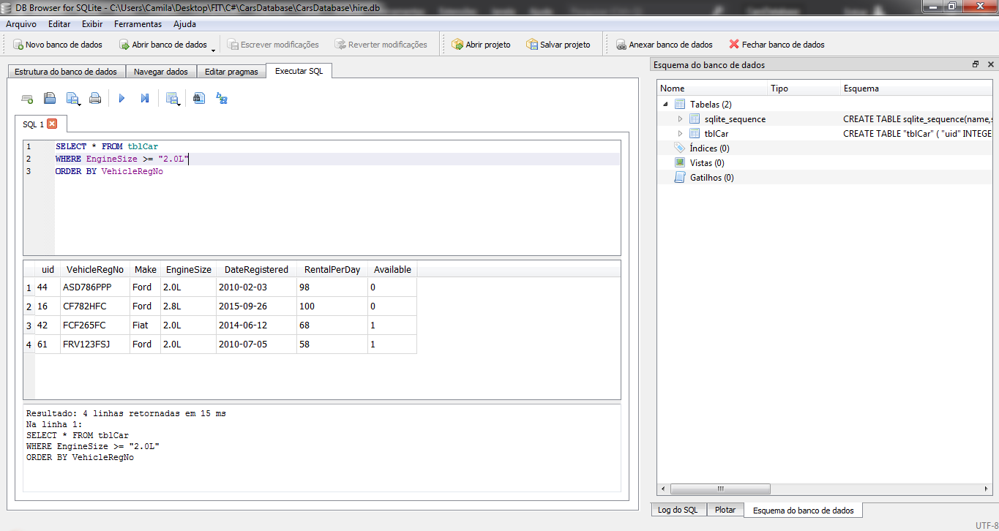 DB Browser for SQLite - C:\Users\Camila\Desktop\FIT\C#\CarsDatabase\CarsDatabase\hire.db
Arquivo Editar Exibir Ferramentas Ajuda
Novo banco de dados Abrir banco de dados Escrever modificações Reverter modificações Abrir projeto Salvar projeto Anexar banco de dados Fechar banco de dados
Estrutura do banco de dados Navegar dados Editar pragmas Executar SQL
SQL 1
1 SELECT * FROM tblCar
2 WHERE EngineSize >= "2.0L"
3 ORDER BY VehicleRegNo
uid VehicleRegNo Make EngineSize DateRegistered RentalPerDay Available
1 44 ASD786PPP Ford 2.0L 2010-02-03 98 0
2 16 CF782HFC Ford 2.8L 2015-09-26 100 0
3 42 FCF265FC Fiat 2.0L 2014-06-12 68 1
4 61 FRV123FSJ Ford 2.0L 2010-07-05 58 1
Resultado: 4 linhas retornadas em 15 ms
Na linha 1:
SELECT * FROM tblCar
WHERE EngineSize >= "2.0L"
ORDER BY VehicleRegNo
Esquema do banco de dados
Nome Tipo Esquema
Tabelas (2)
sqlite_sequence CREATE TABLE sqlite_sequence(name,s
tblCar CREATE TABLE "tblCar" ( "uid" INTEGE
Índices (0)
Vistas (0)
Gatilhos (0)
Log do SQL Plotar Esquema do banco de dados
UTF-8